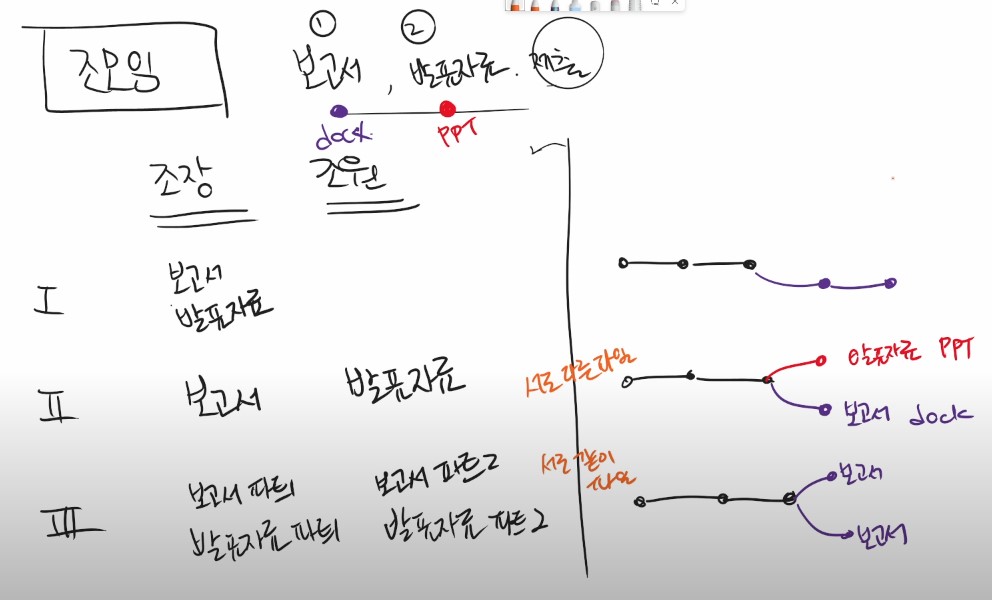 ① ②
조모임
보고서, 발표자료. 제출
dock. PPT
조장 조원
I
보고서
발표자료
II 보고서 발표자료
서로 다른 파일
발표자료 PPT
보고서 dock
III
보고서 파트1 보고서 파트2
발표자료 파트1 발표자료 파트2
서로 같이
파일
보고서
보고서